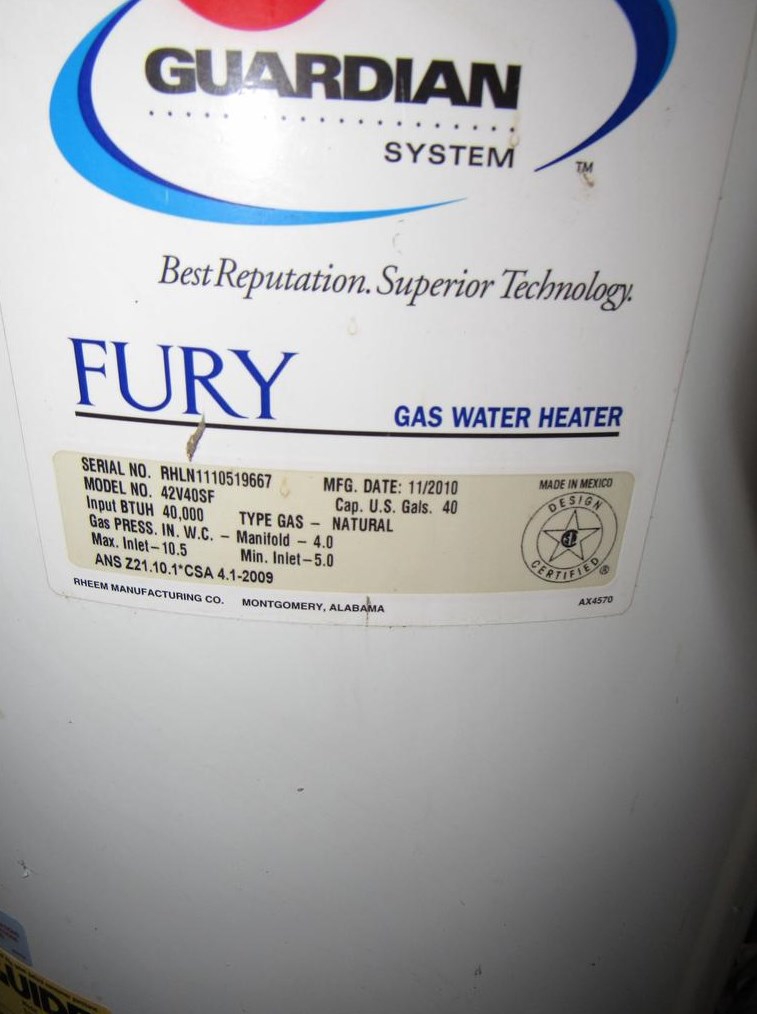 GUARDIAN
SYSTEM
TM
Best Reputation. Superior Technology.
FURY
GAS WATER HEATER
SERIAL NO. RHLN1110519667
MFG. DATE: 11/2010
MODEL NO. 42V40SF
Cap. U.S. Gals. 40
Input BTUH 40,000
TYPE GAS – NATURAL
Gas PRESS. IN. W.C. – Manifold – 4.0
Max. Inlet–10.5
Min. Inlet–5.0
ANS Z21.10.1*CSA 4.1-2009
MADE IN MEXICO
DESIGN
CERTIFIED
®
RHEEM MANUFACTURING CO. MONTGOMERY, ALABAMA
AX4570